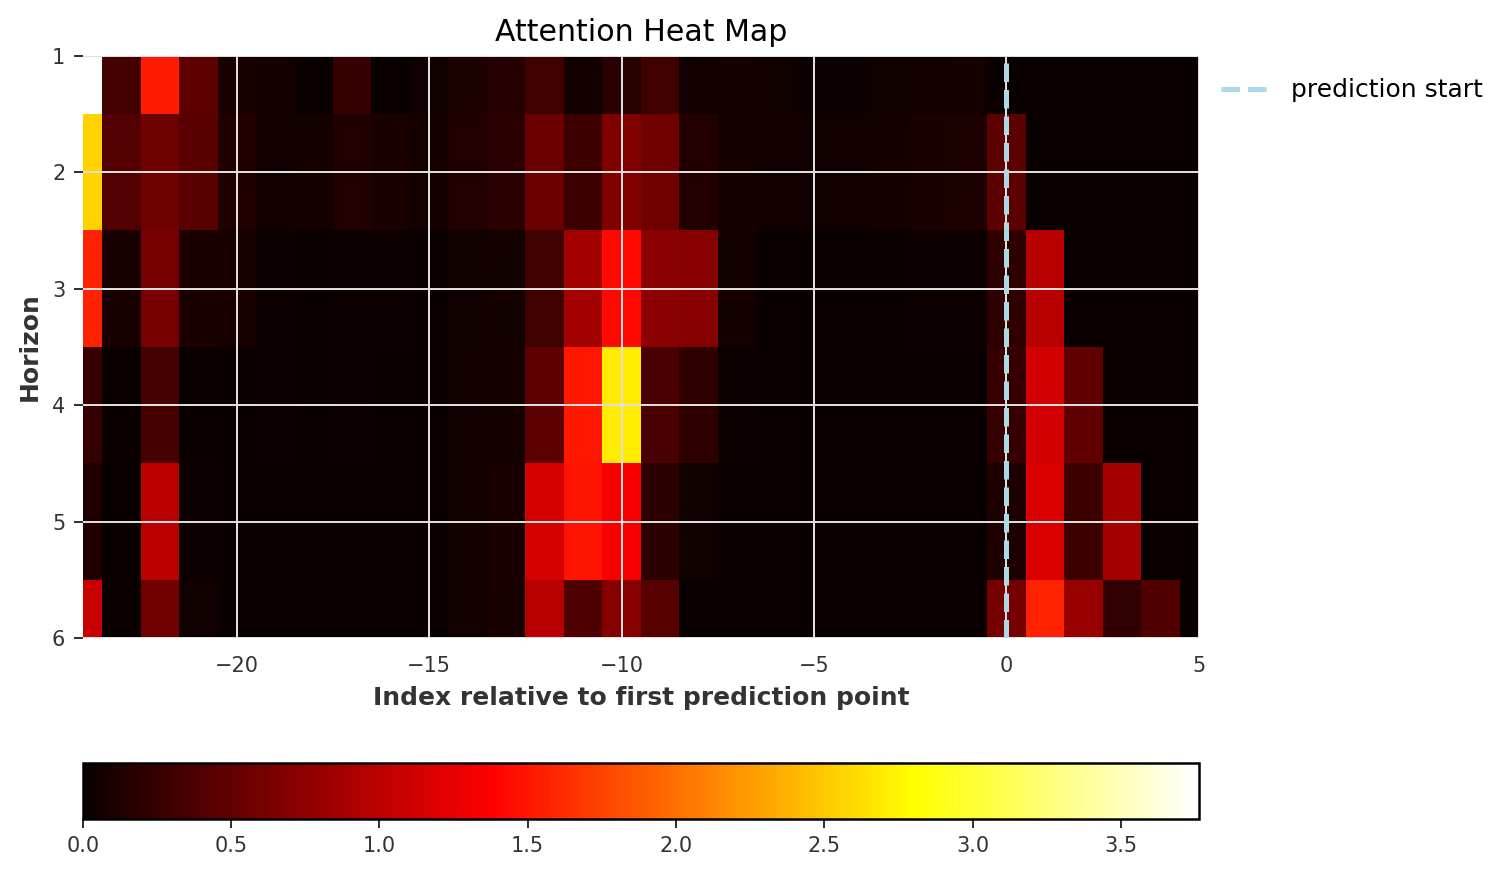 Attention Heat Map
prediction start
Horizon
1
2
3
4
5
6
−20 −15 −10 −5 0 5
Index relative to first prediction point
0.0 0.5 1.0 1.5 2.0 2.5 3.0 3.5